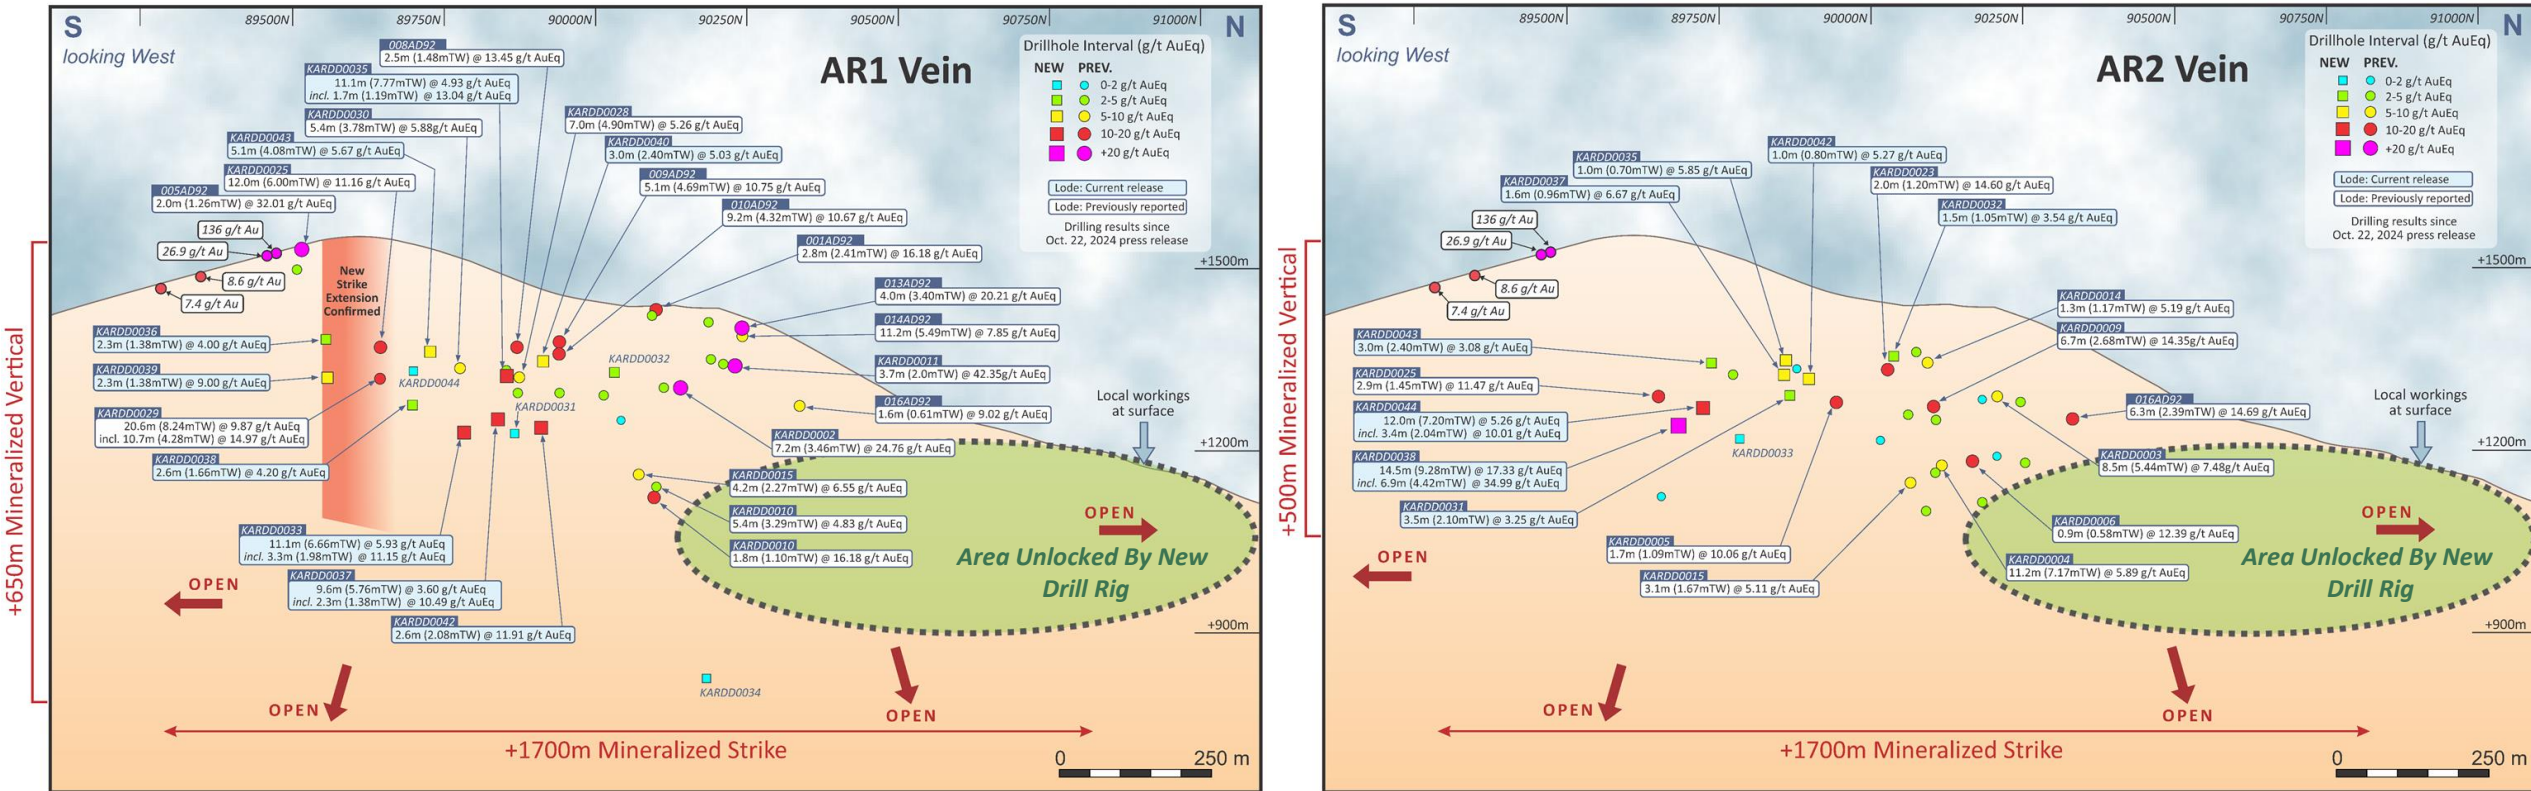 S
looking West
89500N
89750N
90000N
90250N
90500N
90750N
91000N
N
AR1 Vein
Drillhole Interval (g/t AuEq)
NEW PREV.
0-2 g/t AuEq
2-5 g/t AuEq
5-10 g/t AuEq
10-20 g/t AuEq
+20 g/t AuEq
Lode: Current release
Lode: Previously reported
Drilling results since
Oct. 22, 2024 press release
008AD92
2.5m (1.48mTW) @ 13.45 g/t AuEq
KARDD0035
11.1m (7.77mTW) @ 4.93 g/t AuEq
incl. 1.7m (1.19mTW) @ 13.04 g/t AuEq
KARDD0030
5.4m (3.78mTW) @ 5.88g/t AuEq
KARDD0043
5.1m (4.08mTW) @ 5.67 g/t AuEq
KARDD0025
12.0m (6.00mTW) @ 11.16 g/t AuEq
005AD92
2.0m (1.26mTW) @ 32.01 g/t AuEq
136 g/t Au
26.9 g/t Au
8.6 g/t Au
7.4 g/t Au
KARDD0028
7.0m (4.90mTW) @ 5.26 g/t AuEq
KARDD0040
3.0m (2.40mTW) @ 5.03 g/t AuEq
009AD92
5.1m (4.69mTW) @ 10.75 g/t AuEq
010AD92
9.2m (4.32mTW) @ 10.67 g/t AuEq
001AD92
2.8m (2.41mTW) @ 16.18 g/t AuEq
013AD92
4.0m (3.40mTW) @ 20.21 g/t AuEq
014AD92
11.2m (5.49mTW) @ 7.85 g/t AuEq
KARDD0011
3.7m (2.0mTW) @ 42.35g/t AuEq
016AD92
1.6m (0.61mTW) @ 9.02 g/t AuEq
KARDD0002
7.2m (3.46mTW) @ 24.76 g/t AuEq
KARDD0015
4.2m (2.27mTW) @ 6.55 g/t AuEq
KARDD0010
5.4m (3.29mTW) @ 4.83 g/t AuEq
KARDD0010
1.8m (1.10mTW) @ 16.18 g/t AuEq
New
Strike
Extension
Confirmed
KARDD0036
2.3m (1.38mTW) @ 4.00 g/t AuEq
KARDD0039
2.3m (1.38mTW) @ 9.00 g/t AuEq
KARDD0029
20.6m (8.24mTW) @ 9.87 g/t AuEq
incl. 10.7m (4.28mTW) @ 14.97 g/t AuEq
KARDD0038
2.6m (1.66mTW) @ 4.20 g/t AuEq
KARDD0044
KARDD0032
KARDD0031
KARDD0033
11.1m (6.66mTW) @ 5.93 g/t AuEq
incl. 3.3m (1.98mTW) @ 11.15 g/t AuEq
KARDD0037
9.6m (5.76mTW) @ 3.60 g/t AuEq
incl. 2.3m (1.38mTW) @ 10.49 g/t AuEq
KARDD0042
2.6m (2.08mTW) @ 11.91 g/t AuEq
KARDD0034
Local workings
at surface
+1500m
+1200m
+900m
OPEN
Area Unlocked By New
Drill Rig
OPEN
OPEN
OPEN
+650m Mineralized Vertical
+1700m Mineralized Strike
0 250 m
S
looking West
89500N
89750N
90000N
90250N
90500N
90750N
91000N
N
AR2 Vein
Drillhole Interval (g/t AuEq)
NEW PREV.
0-2 g/t AuEq
2-5 g/t AuEq
5-10 g/t AuEq
10-20 g/t AuEq
+20 g/t AuEq
Lode: Current release
Lode: Previously reported
Drilling results since
Oct. 22, 2024 press release
KARDD0042
1.0m (0.80mTW) @ 5.27 g/t AuEq
KARDD0035
1.0m (0.70mTW) @ 5.85 g/t AuEq
KARDD0037
1.6m (0.96mTW) @ 6.67 g/t AuEq
KARDD0023
2.0m (1.20mTW) @ 14.60 g/t AuEq
KARDD0032
1.5m (1.05mTW) @ 3.54 g/t AuEq
136 g/t Au
26.9 g/t Au
8.6 g/t Au
7.4 g/t Au
KARDD0014
1.3m (1.17mTW) @ 5.19 g/t AuEq
KARDD0009
6.7m (2.68mTW) @ 14.35g/t AuEq
016AD92
6.3m (2.39mTW) @ 14.69 g/t AuEq
KARDD0003
8.5m (5.44mTW) @ 7.48g/t AuEq
KARDD0006
0.9m (0.58mTW) @ 12.39 g/t AuEq
KARDD0004
11.2m (7.17mTW) @ 5.89 g/t AuEq
KARDD0043
3.0m (2.40mTW) @ 3.08 g/t AuEq
KARDD0025
2.9m (1.45mTW) @ 11.47 g/t AuEq
KARDD0044
12.0m (7.20mTW) @ 5.26 g/t AuEq
incl. 3.4m (2.04mTW) @ 10.01 g/t AuEq
KARDD0038
14.5m (9.28mTW) @ 17.33 g/t AuEq
incl. 6.9m (4.42mTW) @ 34.99 g/t AuEq
KARDD0031
3.5m (2.10mTW) @ 3.25 g/t AuEq
KARDD0033
KARDD0005
1.7m (1.09mTW) @ 10.06 g/t AuEq
KARDD0015
3.1m (1.67mTW) @ 5.11 g/t AuEq
Local workings
at surface
+1500m
+1200m
+900m
OPEN
Area Unlocked By New
Drill Rig
OPEN
OPEN
OPEN
+500m Mineralized Vertical
+1700m Mineralized Strike
0 250 m